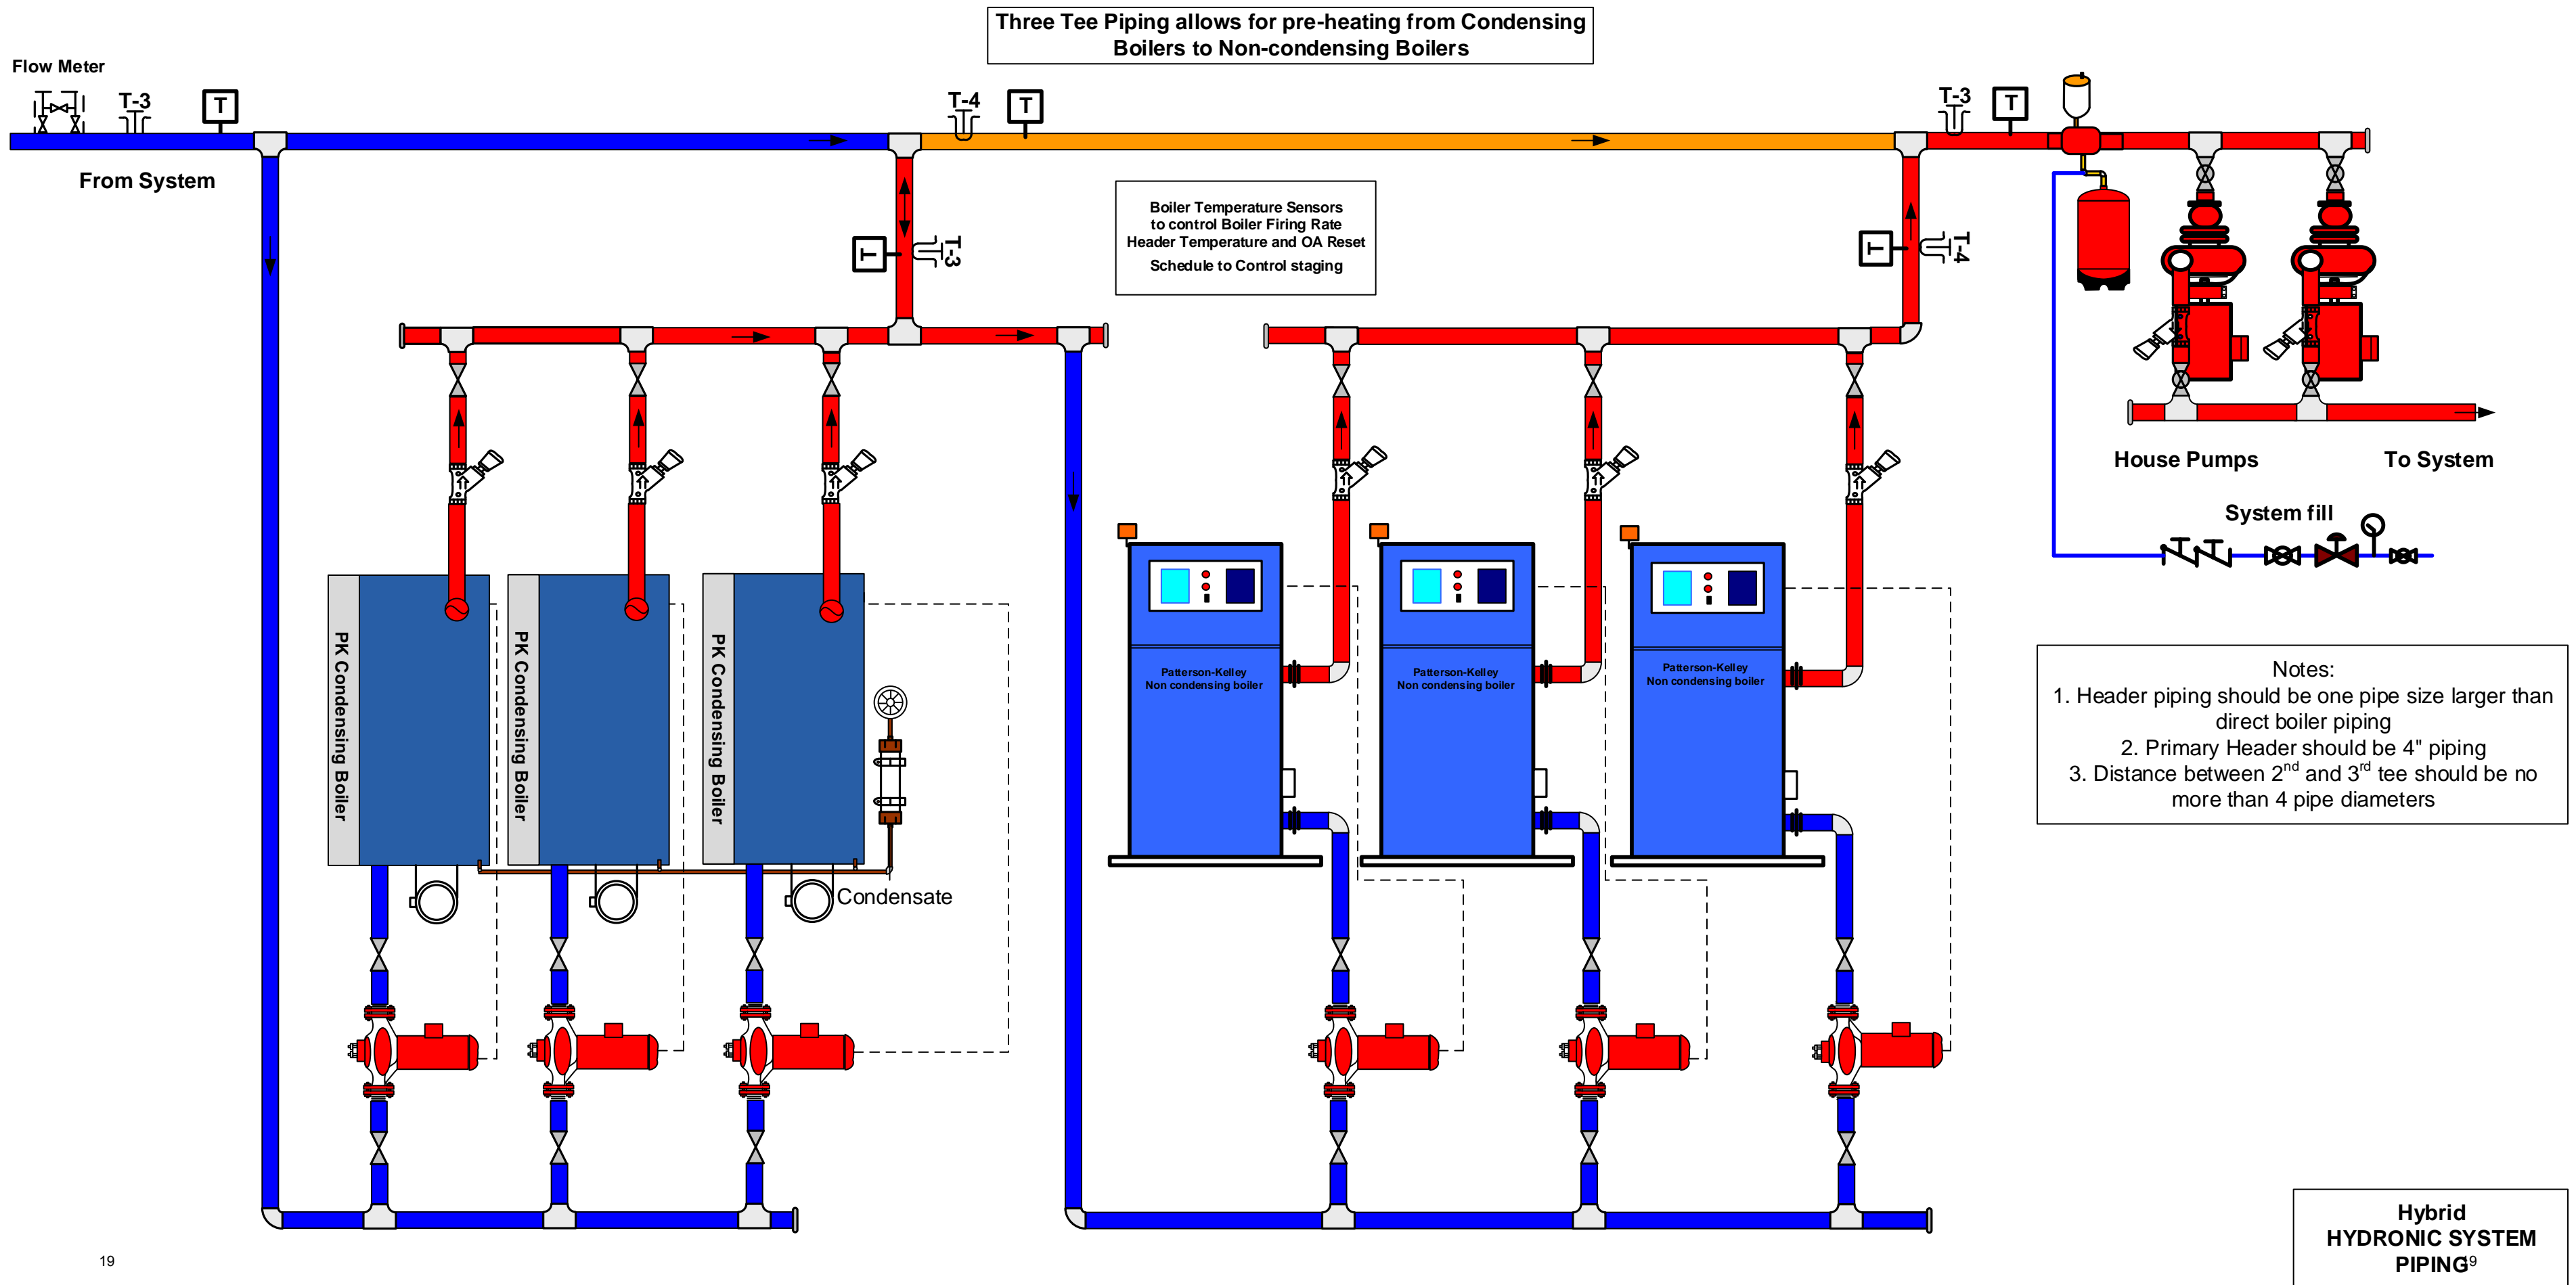 Three Tee Piping allows for pre-heating from Condensing
Boilers to Non-condensing Boilers
Flow Meter
T-3
T
T-4
T
T-3
T
From System
Boiler Temperature Sensors
to control Boiler Firing Rate
Header Temperature and OA Reset
Schedule to Control staging
T
T-3
T
T-4
House Pumps
To System
System fill
PK Condensing Boiler
PK Condensing Boiler
PK Condensing Boiler
Patterson-Kelley
Non condensing boiler
Patterson-Kelley
Non condensing boiler
Patterson-Kelley
Non condensing boiler
Notes:
1. Header piping should be one pipe size larger than
direct boiler piping
2. Primary Header should be 4" piping
3. Distance between 2nd and 3rd tee should be no
more than 4 pipe diameters
Condensate
Hybrid
HYDRONIC SYSTEM
PIPING
19
19